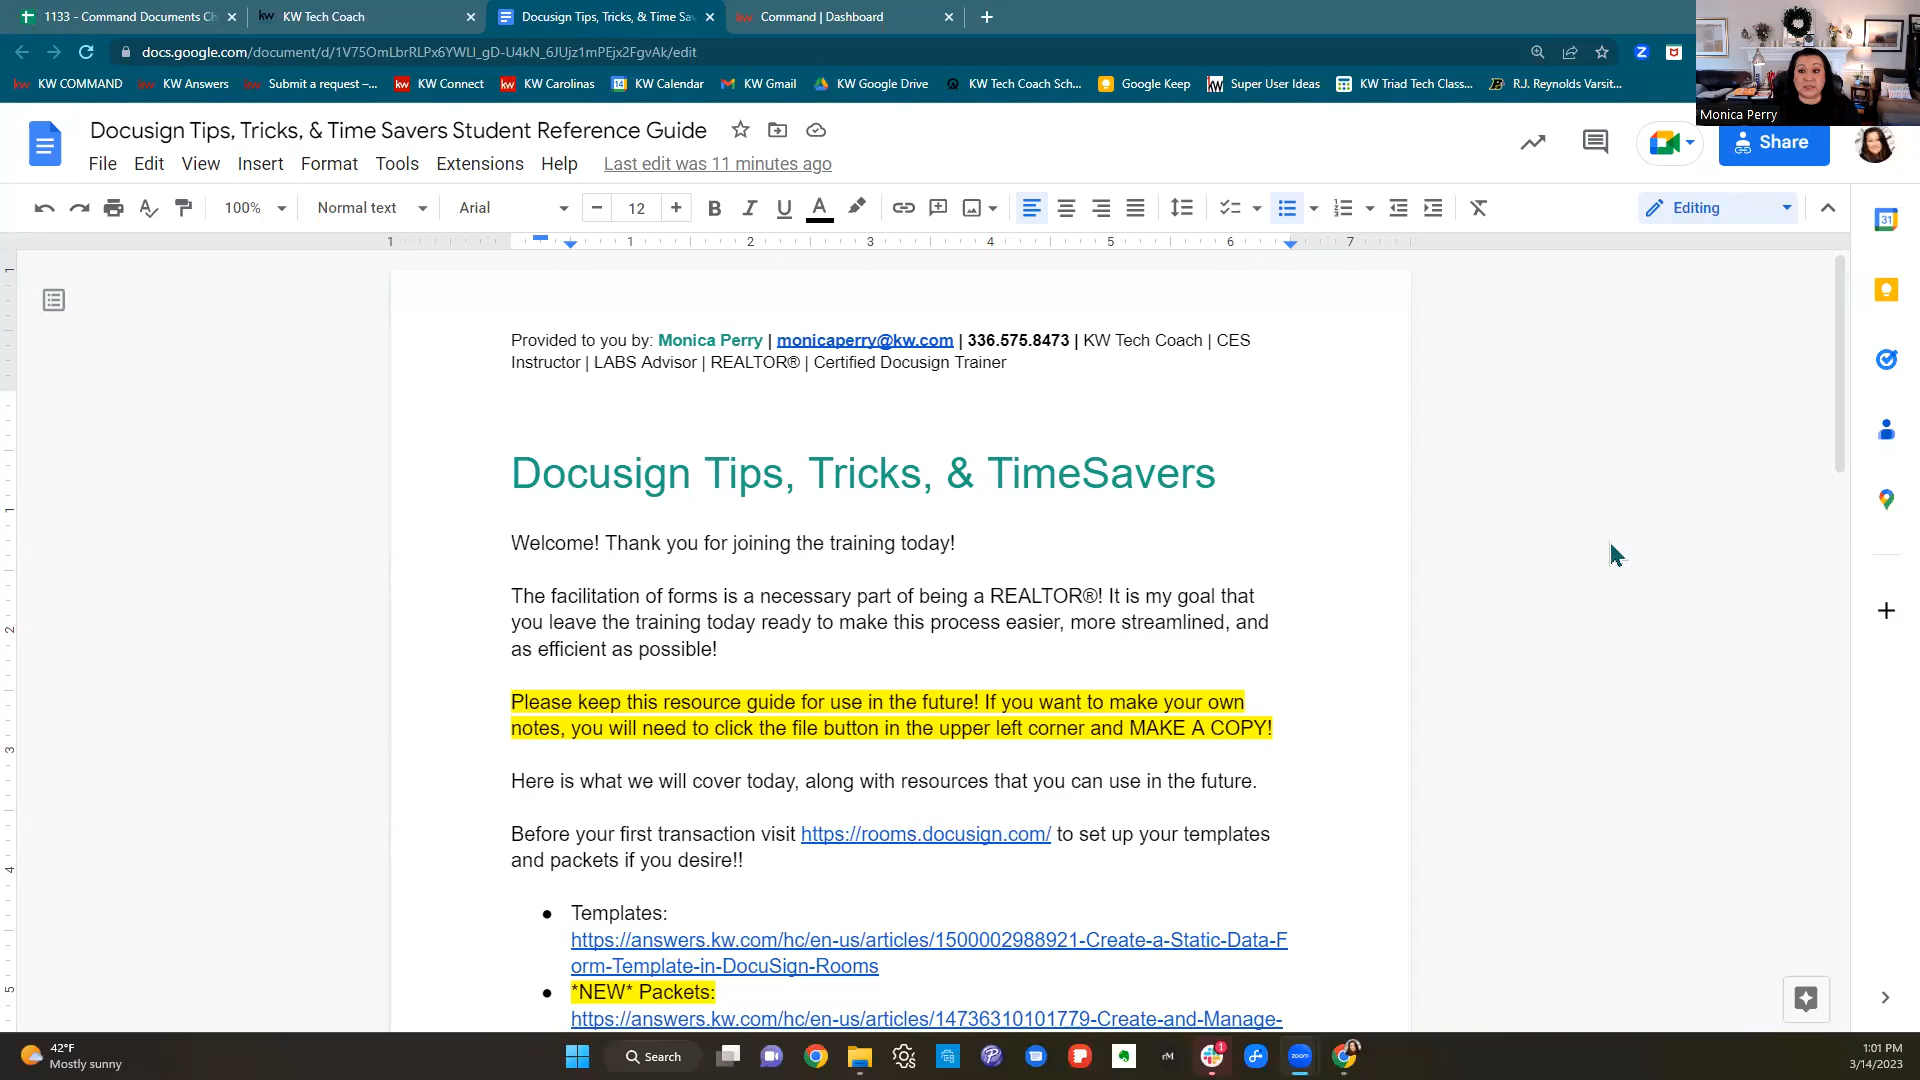 1133 - Command Documents Ch
KW Tech Coach
Docusign Tips, Tricks, & Time Sav
Command | Dashboard
docs.google.com/document/d/1V75OmLbrRLPx6YWLl_gD-U4kN_6JUjz1mPEjx2FgvAk/edit
KW COMMAND
KW Answers
Submit a request –...
KW Connect
KW Carolinas
KW Calendar
KW Gmail
KW Google Drive
KW Tech Coach Sch...
Google Keep
Super User Ideas
KW Triad Tech Class...
R.J. Reynolds Varsit...
Monica Perry
Docusign Tips, Tricks, & Time Savers Student Reference Guide
File Edit View Insert Format Tools Extensions Help Last edit was 11 minutes ago
Share
100% Normal text Arial 12 Editing
1 1 2 3 4 5 6 7
Provided to you by: Monica Perry | monicaperry@kw.com | 336.575.8473 | KW Tech Coach | CES
Instructor | LABS Advisor | REALTOR® | Certified Docusign Trainer
Docusign Tips, Tricks, & TimeSavers
Welcome! Thank you for joining the training today!
The facilitation of forms is a necessary part of being a REALTOR®! It is my goal that
you leave the training today ready to make this process easier, more streamlined, and
as efficient as possible!
Please keep this resource guide for use in the future! If you want to make your own
notes, you will need to click the file button in the upper left corner and MAKE A COPY!
Here is what we will cover today, along with resources that you can use in the future.
Before your first transaction visit https://rooms.docusign.com/ to set up your templates
and packets if you desire!!
● Templates:
https://answers.kw.com/hc/en-us/articles/1500002988921-Create-a-Static-Data-F
orm-Template-in-DocuSign-Rooms
● *NEW* Packets:
https://answers.kw.com/hc/en-us/articles/14736310101779-Create-and-Manage-
42°F
Mostly sunny
Search
zoom
1:01 PM
3/14/2023